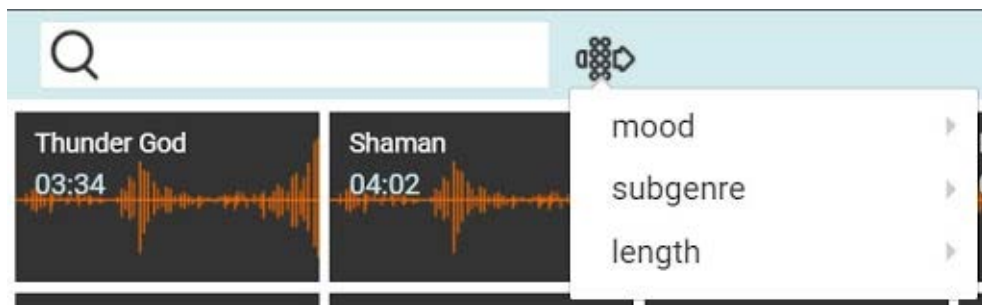 Thunder God
03:34
Shaman
04:02
mood
subgenre
length